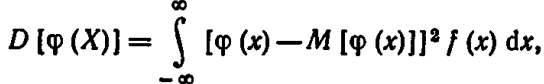 D [φ (X)] = ∫_{-∞}^{∞} [φ (x) — M [φ (x)]]² f (x) dx,